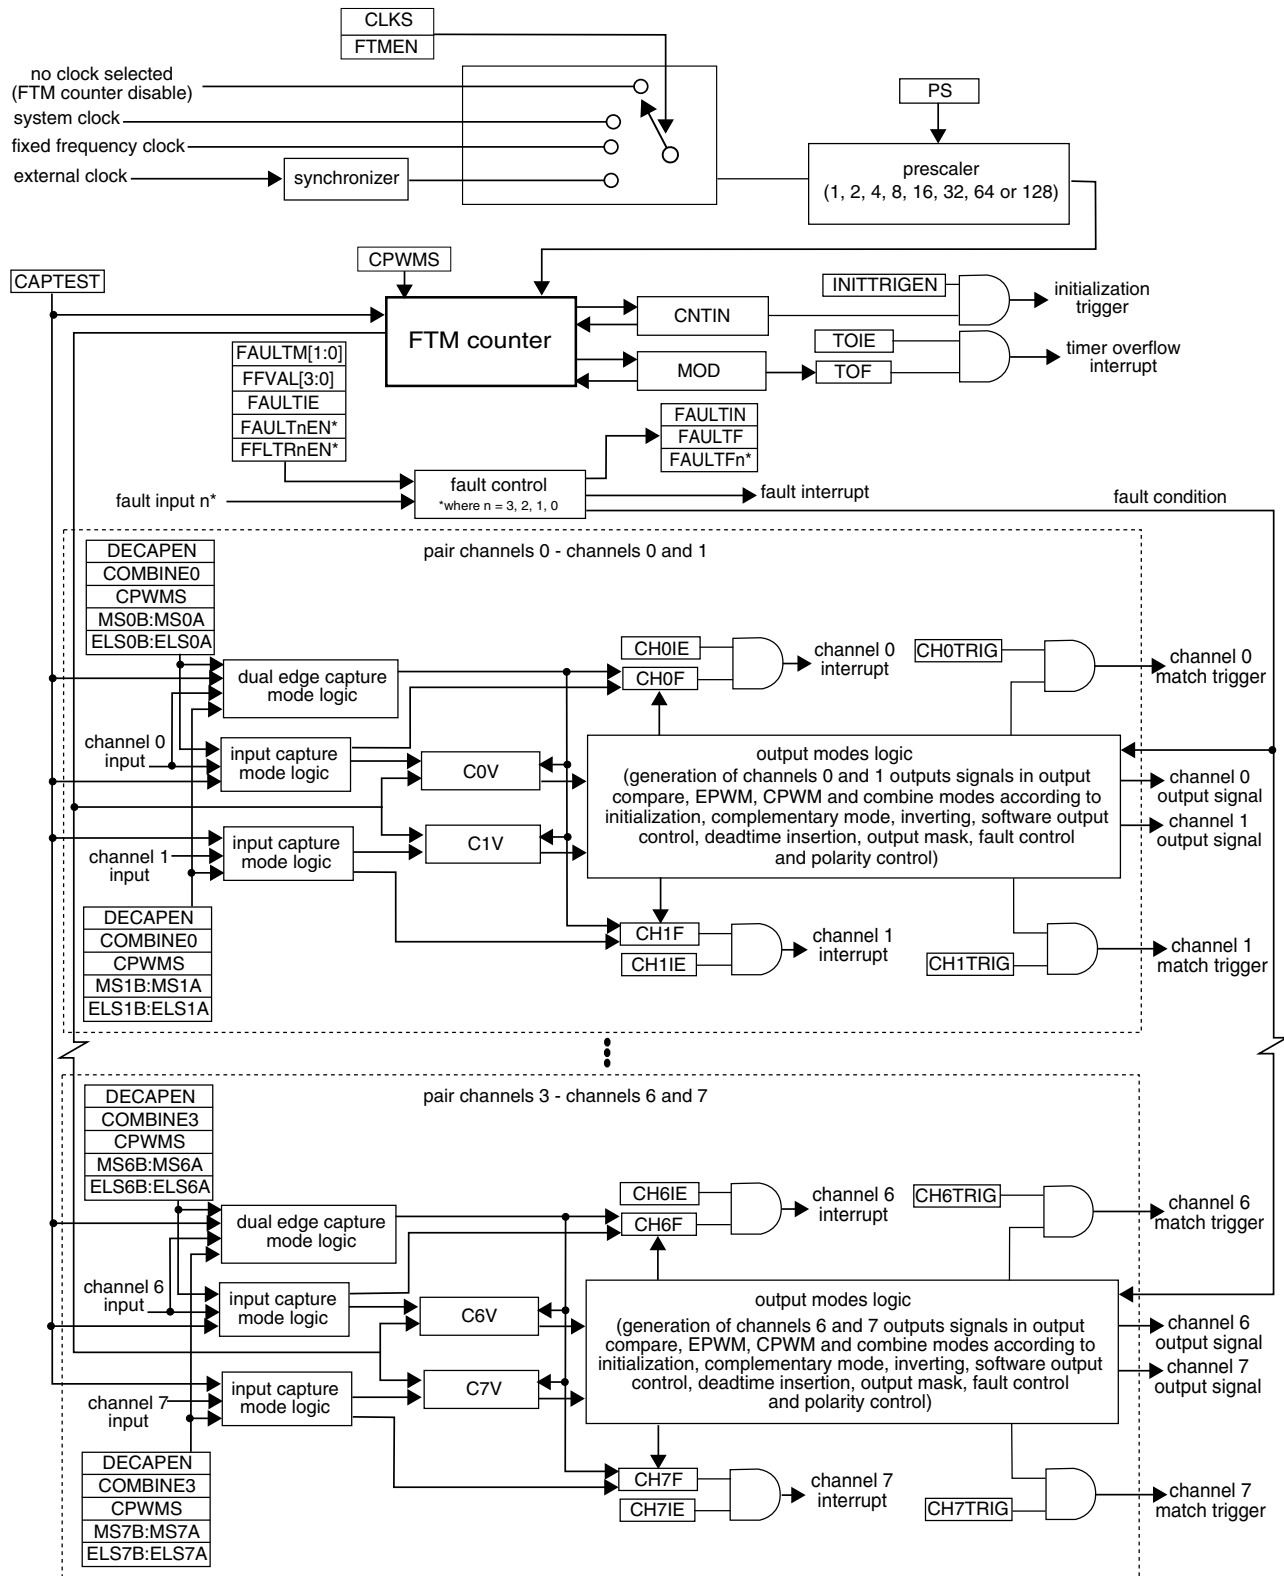 CLKS
FTMEN
no clock selected
(FTM counter disable)
system clock
fixed frequency clock
external clock
synchronizer
PS
prescaler
(1, 2, 4, 8, 16, 32, 64 or 128)
CAPTEST
CPWMS
FTM counter
CNTIN
MOD
INITTRIGEN
initialization
trigger
TOIE
TOF
timer overflow
interrupt
FAULTM[1:0]
FFVAL[3:0]
FAULTIE
FAULTnEN*
FFLTRnEN*
fault input n*
fault control
*where n = 3, 2, 1, 0
FAULTIN
FAULTF
FAULTFn*
fault interrupt
fault condition
pair channels 0 - channels 0 and 1
DECAPEN
COMBINE0
CPWMS
MS0B:MS0A
ELS0B:ELS0A
dual edge capture
mode logic
channel 0
input
input capture
mode logic
C0V
CH0IE
CH0F
channel 0
interrupt
CH0TRIG
channel 0
match trigger
output modes logic
(generation of channels 0 and 1 outputs signals in output
compare, EPWM, CPWM and combine modes according to
initialization, complementary mode, inverting, software output
control, deadtime insertion, output mask, fault control
and polarity control)
channel 0
output signal
channel 1
output signal
channel 1
input
input capture
mode logic
C1V
DECAPEN
COMBINE0
CPWMS
MS1B:MS1A
ELS1B:ELS1A
CH1F
CH1IE
channel 1
interrupt
CH1TRIG
channel 1
match trigger
pair channels 3 - channels 6 and 7
DECAPEN
COMBINE3
CPWMS
MS6B:MS6A
ELS6B:ELS6A
dual edge capture
mode logic
channel 6
input
input capture
mode logic
C6V
CH6IE
CH6F
channel 6
interrupt
CH6TRIG
channel 6
match trigger
output modes logic
(generation of channels 6 and 7 outputs signals in output
compare, EPWM, CPWM and combine modes according to
initialization, complementary mode, inverting, software output
control, deadtime insertion, output mask, fault control
and polarity control)
channel 6
output signal
channel 7
output signal
channel 7
input
input capture
mode logic
C7V
DECAPEN
COMBINE3
CPWMS
MS7B:MS7A
ELS7B:ELS7A
CH7F
CH7IE
channel 7
interrupt
CH7TRIG
channel 7
match trigger